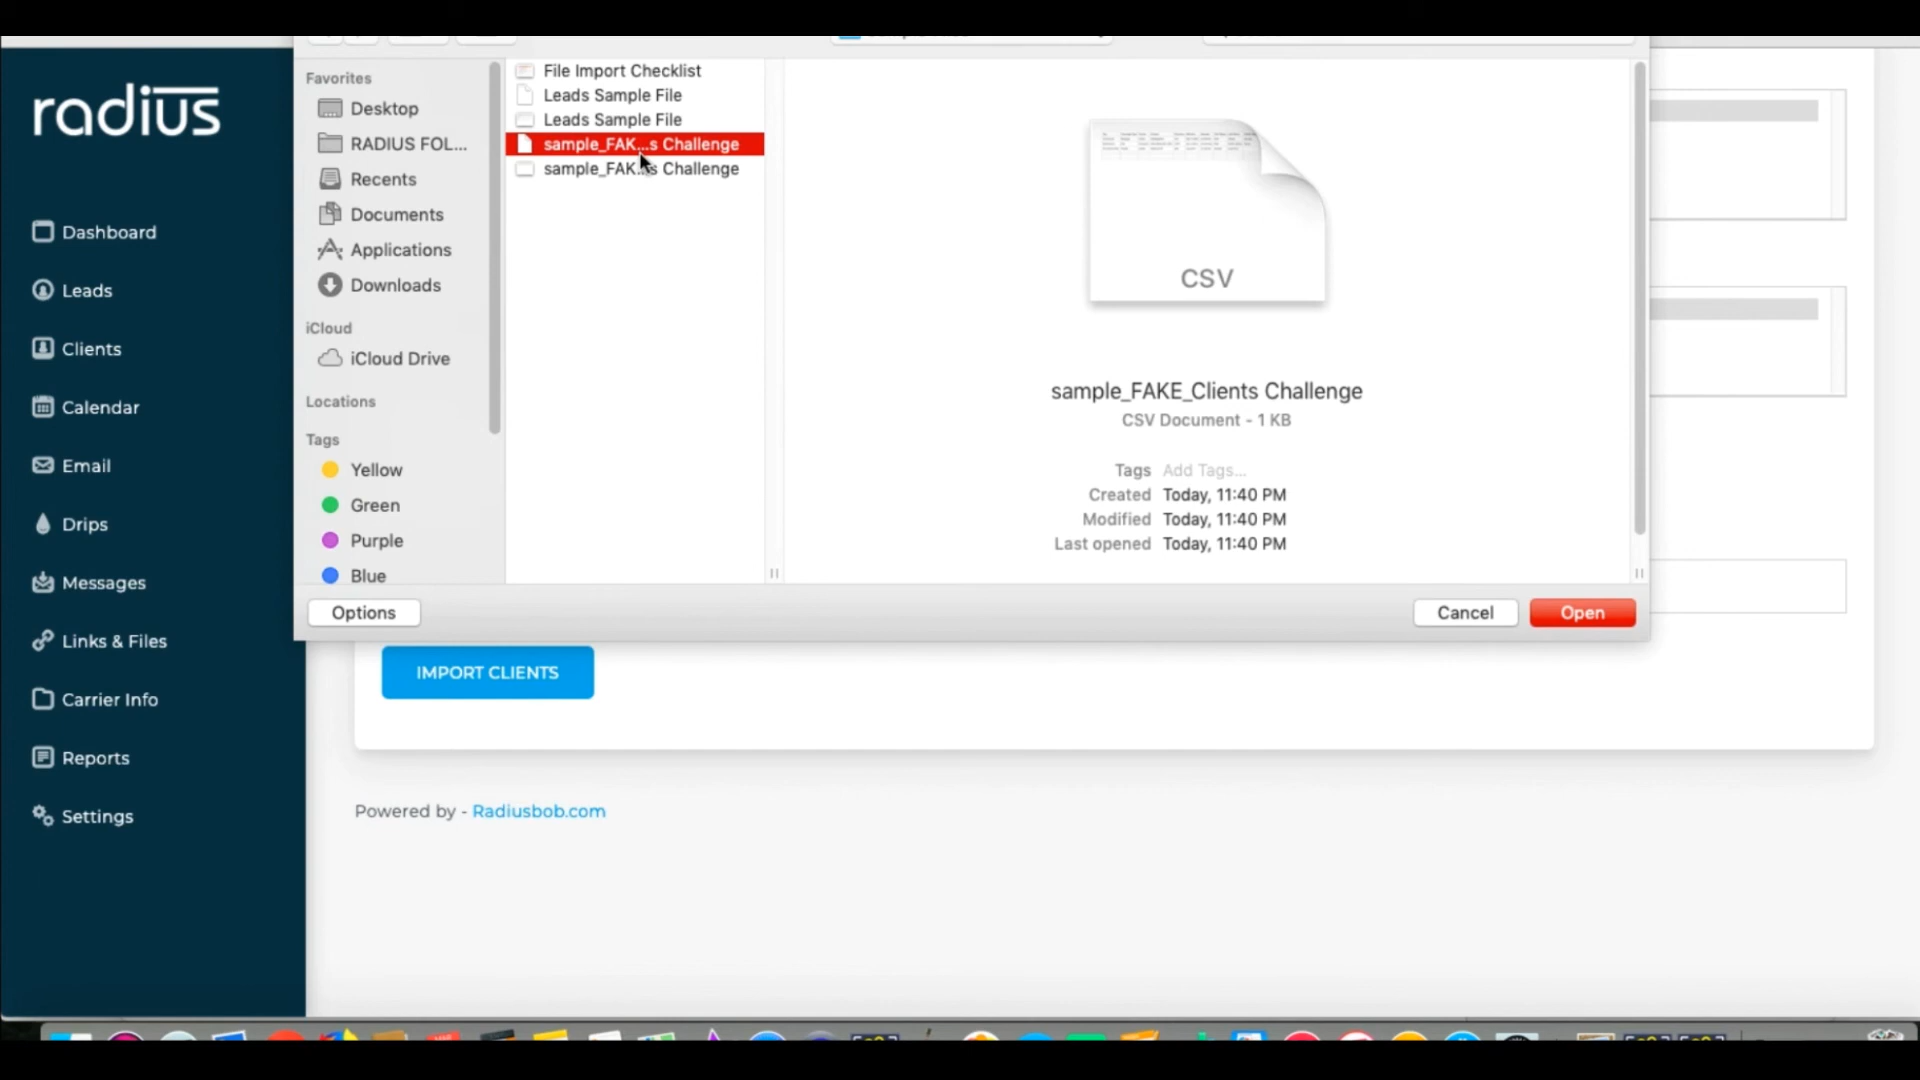 radius
Dashboard
Leads
Clients
Calendar
Email
Drips
Messages
Links & Files
Carrier Info
Reports
Settings
Favorites
Desktop
RADIUS FOL...
Recents
Documents
Applications
Downloads
iCloud
iCloud Drive
Locations
Tags
Yellow
Green
Purple
Blue
File Import Checklist
Leads Sample File
Leads Sample File
sample_FAK...s Challenge
sample_FAK...s Challenge
CSV
sample_FAKE_Clients Challenge
CSV Document - 1 KB
Tags Add Tags...
Created Today, 11:40 PM
Modified Today, 11:40 PM
Last opened Today, 11:40 PM
Options
Cancel
Open
IMPORT CLIENTS
Powered by - Radiusbob.com